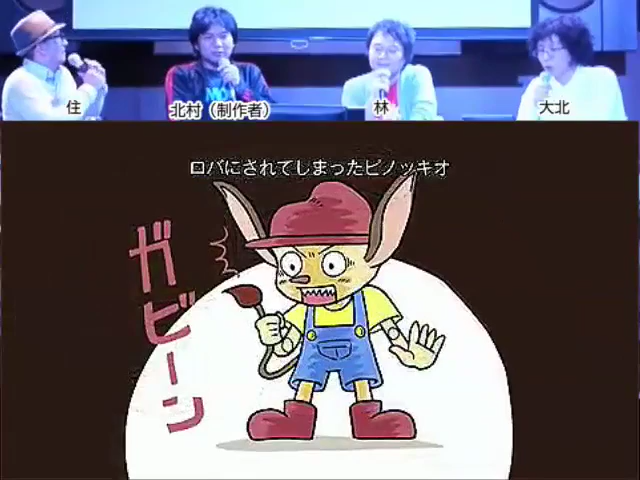 住
北村（制作者）
林
大北
ロバにされてしまったピノッキオ
ガビーン